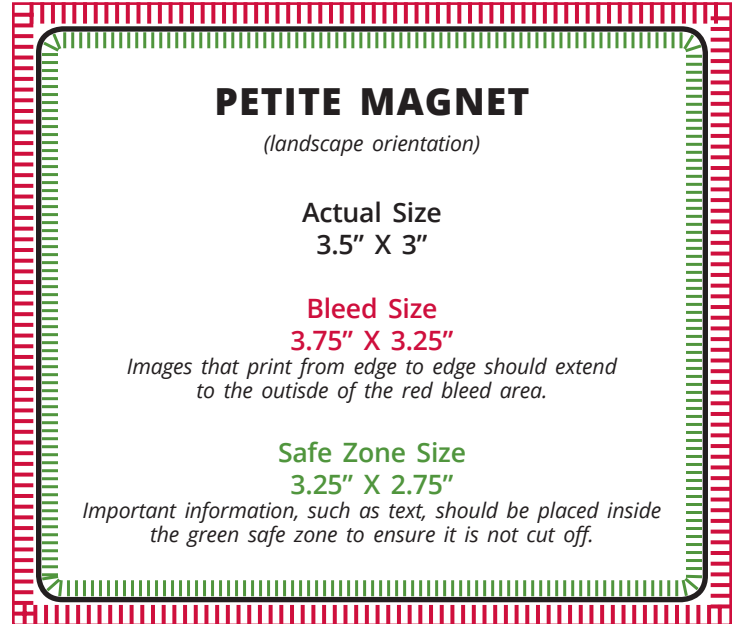 PETITE MAGNET
(landscape orientation)
Actual Size
3.5” X 3”
Bleed Size
3.75” X 3.25”
Images that print from edge to edge should extend
to the outisde of the red bleed area.
Safe Zone Size
3.25” X 2.75”
Important information, such as text, should be placed inside
the green safe zone to ensure it is not cut off.